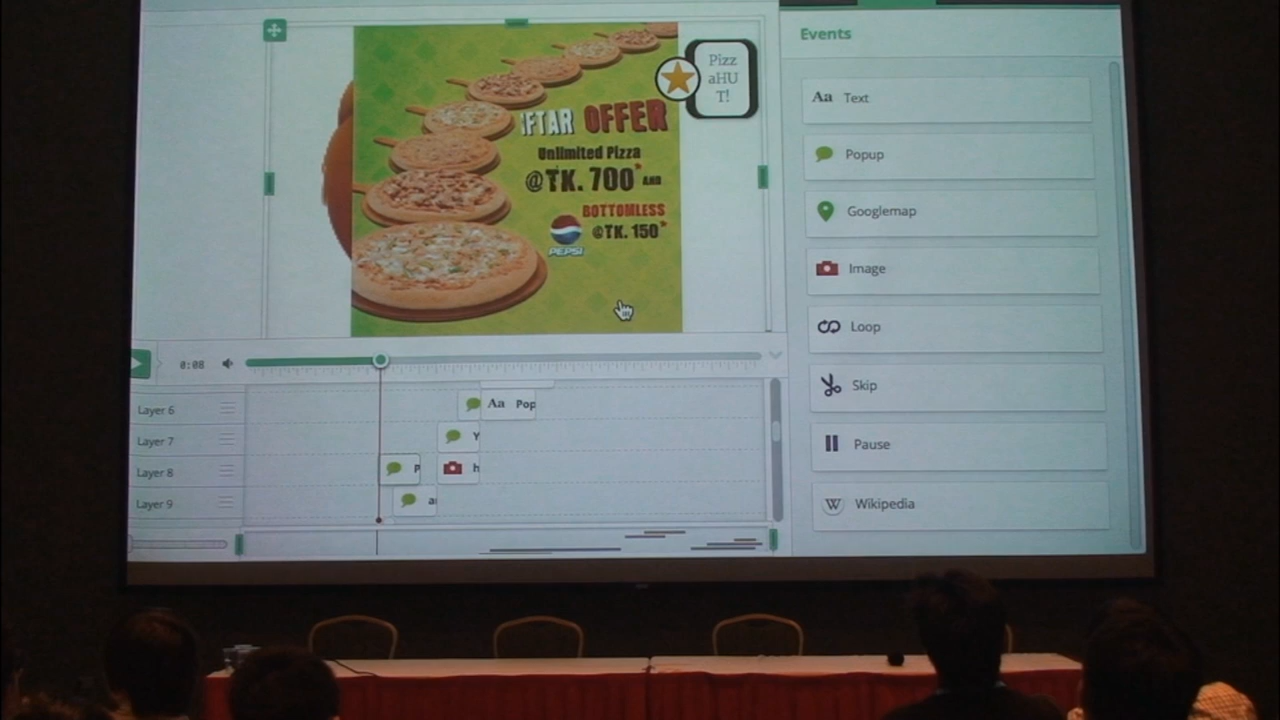 Events
Pizz
aHU
T!
IFTAR OFFER
Unlimited Pizza
@TK. 700* AND
BOTTOMLESS
@TK. 150*
PEPSI
Aa Text
Popup
Googlemap
Image
Loop
Skip
Pause
W Wikipedia
0:08
Layer 6
Aa Pop
Layer 7
Y
Layer 8
P
h
Layer 9
a